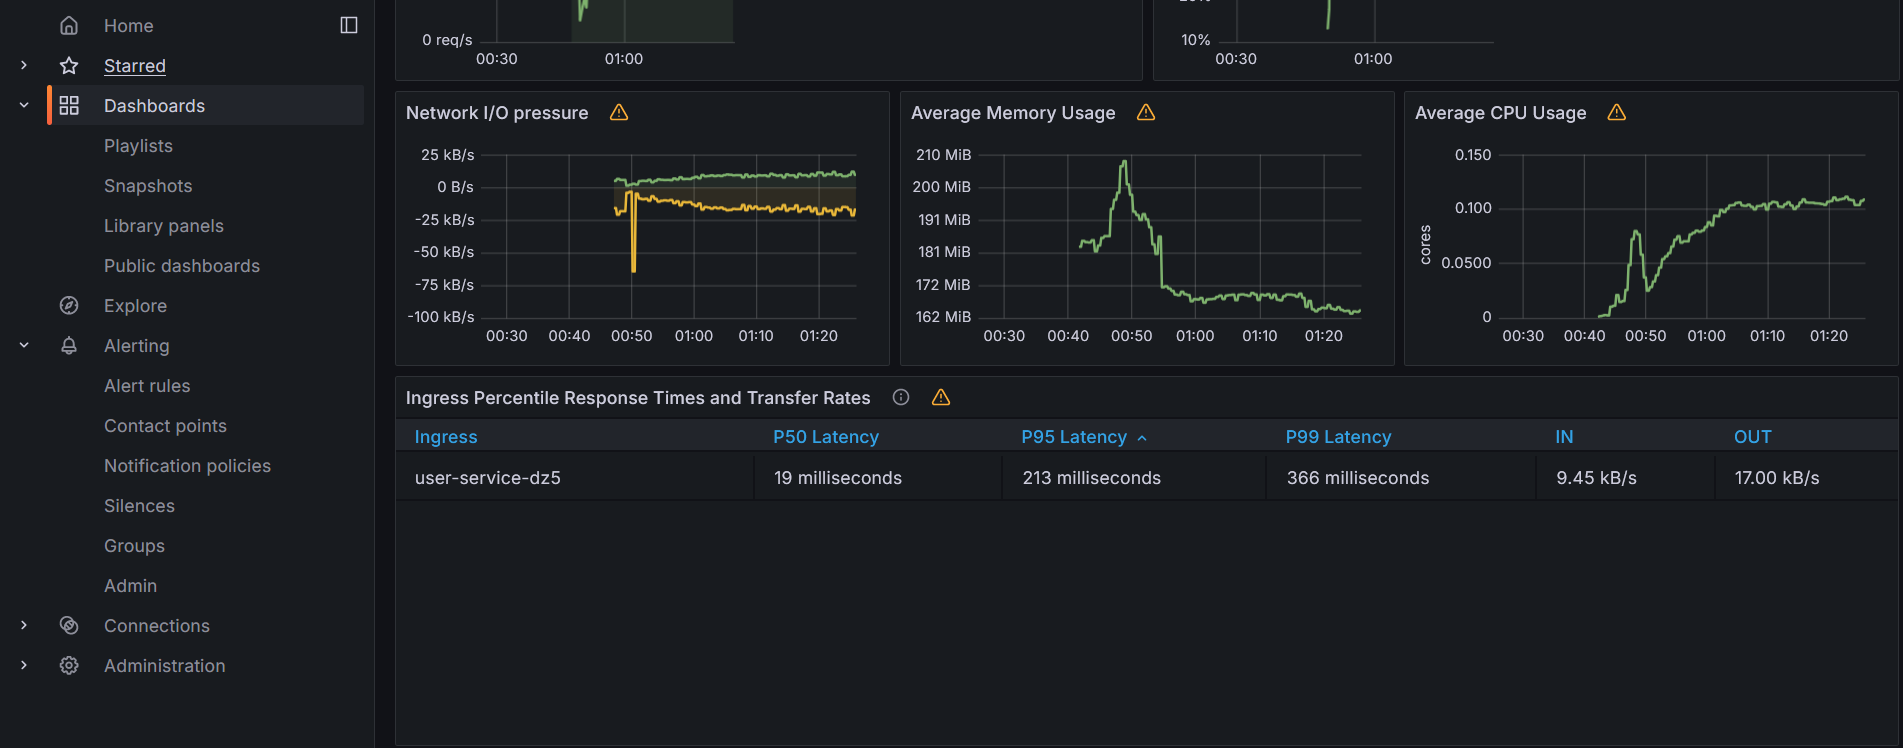 Home
Starred
Dashboards
Playlists
Snapshots
Library panels
Public dashboards
Explore
Alerting
Alert rules
Contact points
Notification policies
Silences
Groups
Admin
Connections
Administration
0 req/s
00:30 01:00
10%
00:30 01:00
Network I/O pressure
25 kB/s
0 B/s
-25 kB/s
-50 kB/s
-75 kB/s
-100 kB/s
00:30 00:40 00:50 01:00 01:10 01:20
Average Memory Usage
210 MiB
200 MiB
191 MiB
181 MiB
172 MiB
162 MiB
00:30 00:40 00:50 01:00 01:10 01:20
Average CPU Usage
cores
0.150
0.100
0.0500
0
00:30 00:40 00:50 01:00 01:10 01:20
Ingress Percentile Response Times and Transfer Rates
Ingress P50 Latency P95 Latency P99 Latency IN OUT
user-service-dz5 19 milliseconds 213 milliseconds 366 milliseconds 9.45 kB/s 17.00 kB/s